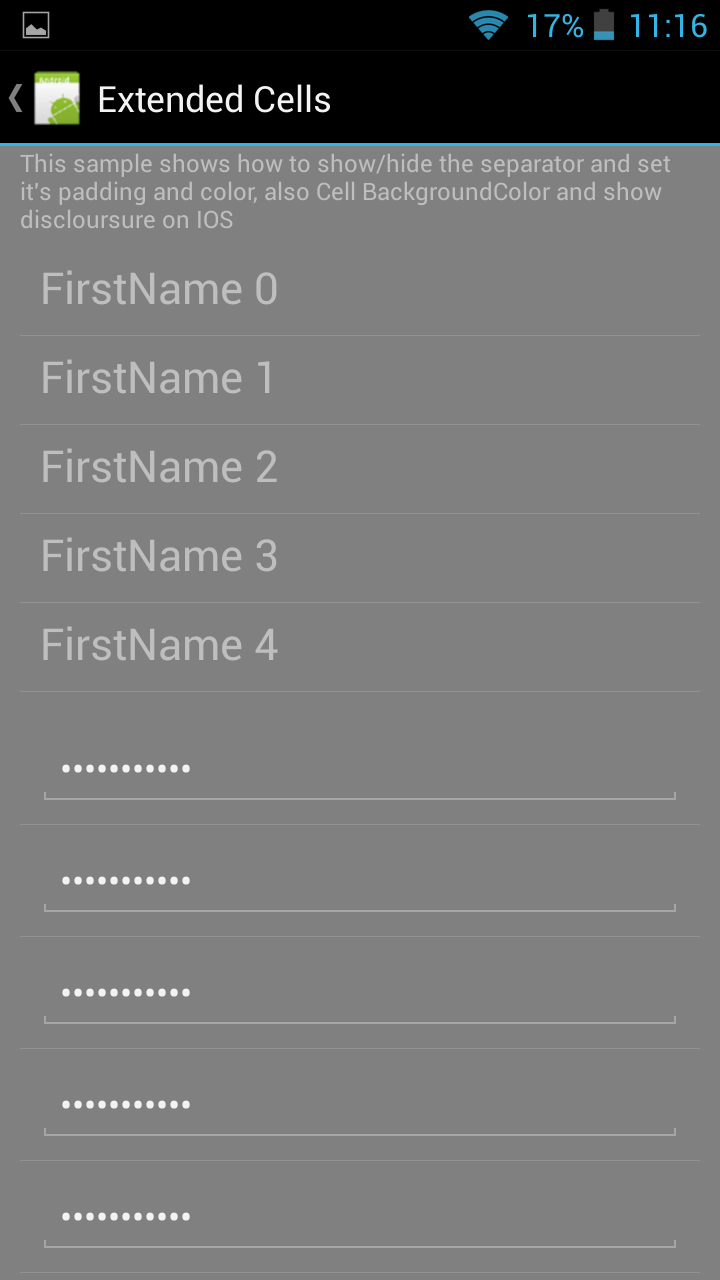 17% 11:16
Android
Extended Cells
This sample shows how to show/hide the separator and set
it's padding and color, also Cell BackgroundColor and show
discloursure on IOS
FirstName 0
FirstName 1
FirstName 2
FirstName 3
FirstName 4
•••••••••••
•••••••••••
•••••••••••
•••••••••••
•••••••••••